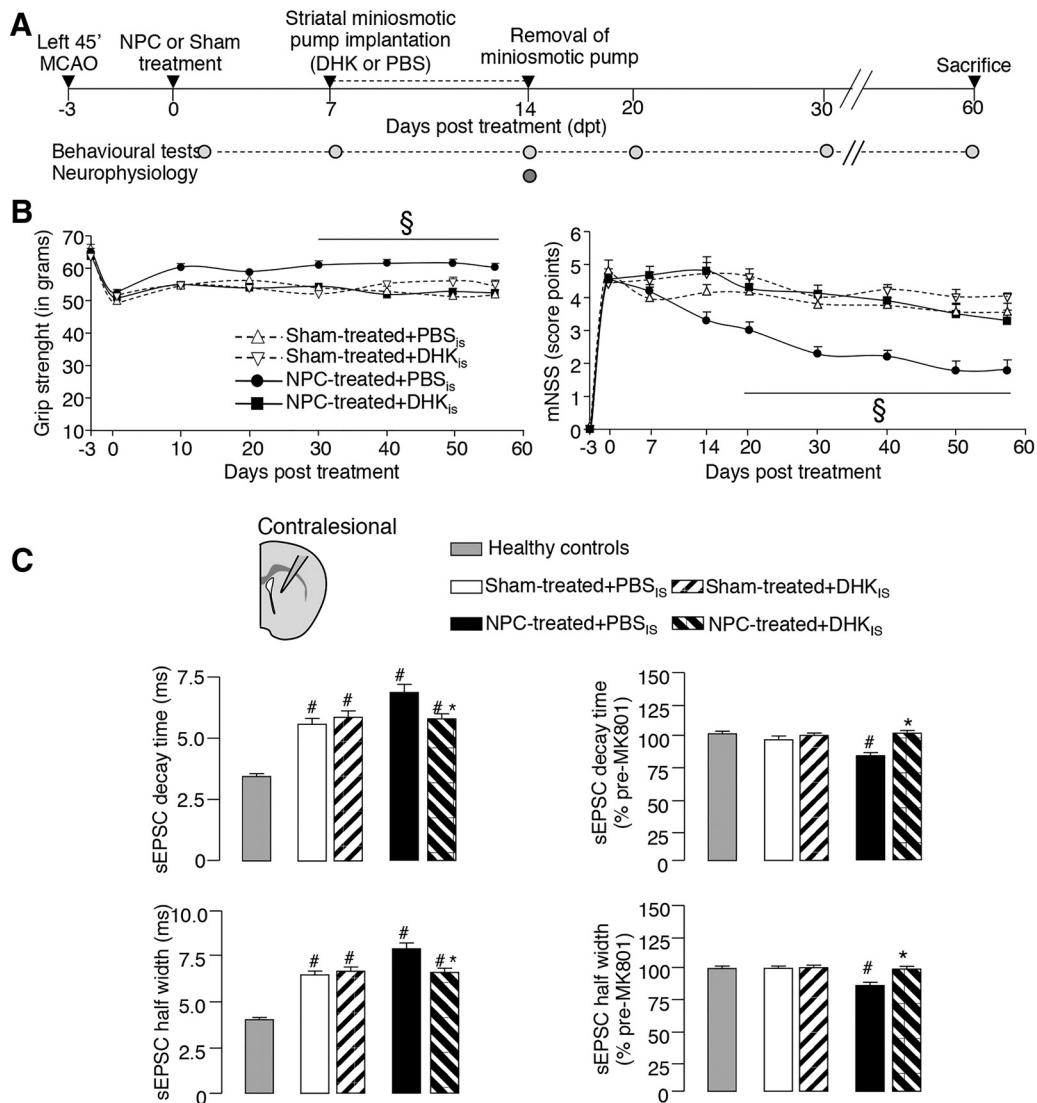 A
Left 45’
MCAO
NPC or Sham
treatment
Striatal miniosmotic
pump implantation
(DHK or PBS)
Removal of
miniosmotic pump
Sacrifice
-3 0 7 14 20 30 60
Days post treatment (dpt)
Behavioural tests
Neurophysiology
B
Grip strenght (in grams)
70
60
50
40
30
20
10
§
Sham-treated+PBSis
Sham-treated+DHKis
NPC-treated+PBSis
NPC-treated+DHKis
-3 0 10 20 30 40 50 60
Days post treatment
mNSS (score points)
6
5
4
3
2
1
0
§
-3 0 7 14 20 30 40 50 60
Days post treatment
C
Contralesional
Healthy controls
Sham-treated+PBSIS
Sham-treated+DHKIS
NPC-treated+PBSIS
NPC-treated+DHKIS
sEPSC decay time (ms)
7.5
5.0
2.5
0
# # # #*
sEPSC decay time
(% pre-MK801)
150
125
100
75
50
25
0
# *
sEPSC half width (ms)
10.0
7.5
5.0
2.5
0
# # # #*
sEPSC half width
(% pre-MK801)
150
125
100
75
50
25
0
# *